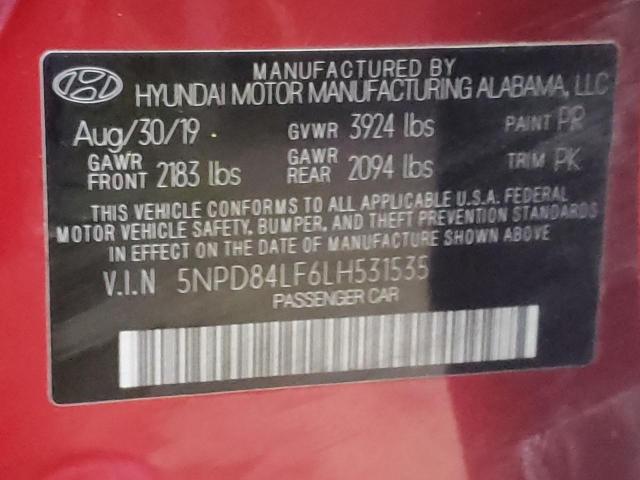 MANUFACTURED BY
HYUNDAI MOTOR MANUFACTURING ALABAMA, LLC
Aug/30/19 GVWR 3924 lbs PAINT PR
GAWR FRONT 2183 lbs GAWR REAR 2094 lbs TRIM PK
THIS VEHICLE CONFORMS TO ALL APPLICABLE U.S.A. FEDERAL
MOTOR VEHICLE SAFETY, BUMPER, AND THEFT PREVENTION STANDARDS
IN EFFECT ON THE DATE OF MANUFACTURE SHOWN ABOVE.
V.I.N 5NPD84LF6LH531535
PASSENGER CAR